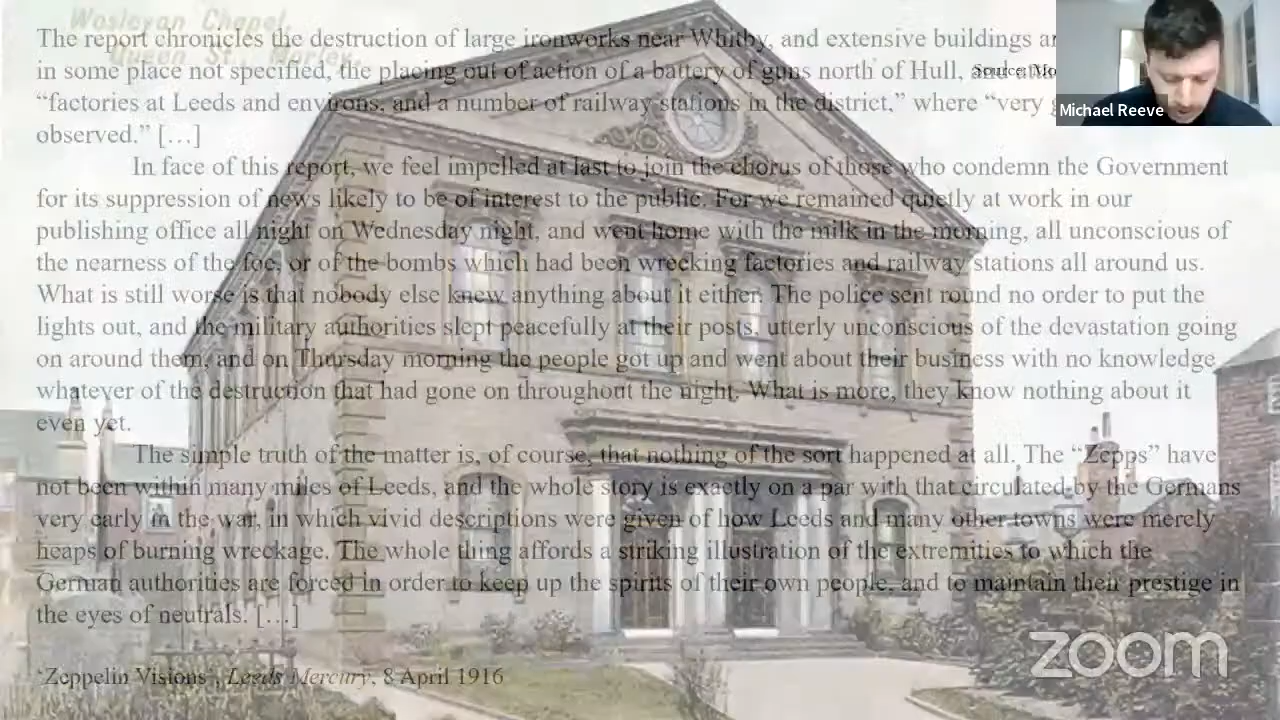 Wesleyan Chapel,
Queen St., Morley.
The report chronicles the destruction of large ironworks near Whitby, and extensive buildings
in some place not specified, the placing out of action of a battery of guns north of Hull, and
Source:
“factories at Leeds and environs, and a number of railway stations in the district,” where “very
observed.” […]
Michael Reeve
In face of this report, we feel impelled at last to join the chorus of those who condemn the Government
for its suppression of news likely to be of interest to the public. For we remained quietly at work in our
publishing office all night on Wednesday night, and went home with the milk in the morning, all unconscious of
the nearness of the foe, or of the bombs which had been wrecking factories and railway stations all around us.
What is still worse is that nobody else knew anything about it either. The police sent round no order to put the
lights out, and the military authorities slept peacefully at their posts, utterly unconscious of the devastation going
on around them, and on Thursday morning the people got up and went about their business with no knowledge
whatever of the destruction that had gone on throughout the night. What is more, they know nothing about it
even yet.
The simple truth of the matter is, of course, that nothing of the sort happened at all. The “Zepps” have
not been within many miles of Leeds, and the whole story is exactly on a par with that circulated by the Germans
very early in the war, in which vivid descriptions were given of how Leeds and many other towns were merely
heaps of burning wreckage. The whole thing affords a striking illustration of the extremities to which the
German authorities are forced in order to keep up the spirits of their own people, and to maintain their prestige in
the eyes of neutrals. […]
‘Zeppelin Visions’, Leeds Mercury, 8 April 1916
zoom